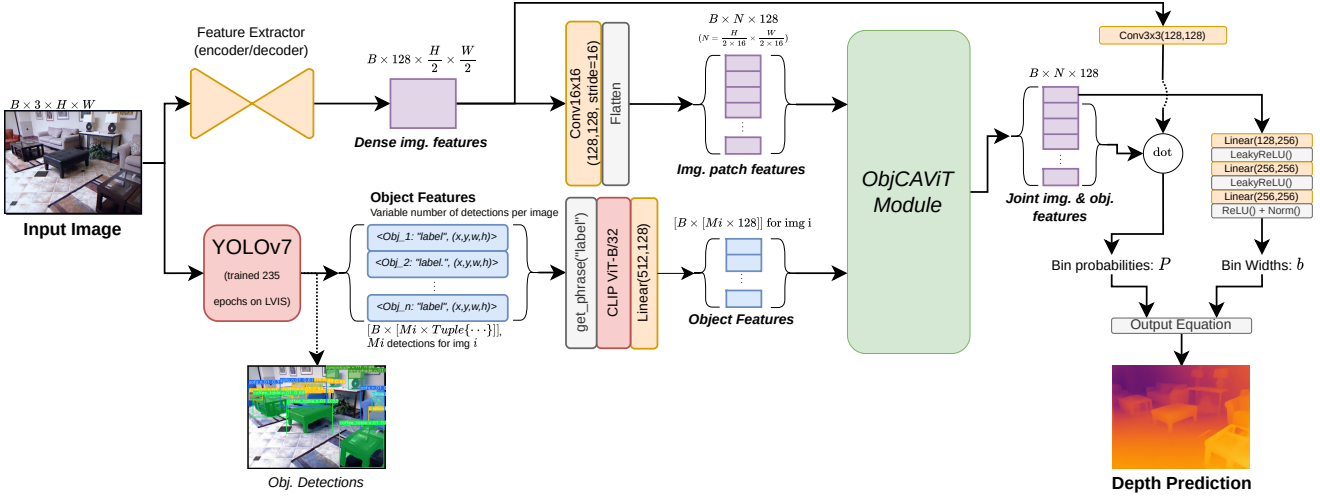 Feature Extractor
(encoder/decoder)
B × 3 × H × W
Input Image
B × 128 × H/2 × W/2
Dense img. features
Conv16x16
(128,128, stride=16)
Flatten
B × N × 128
(N = H/(2 × 16) × W/(2 × 16))
⋮
Img. patch features
ObjCAViT
Module
Conv3x3(128,128)
B × N × 128
⋮
Joint img. & obj.
features
dot
Linear(128,256)
LeakyReLU()
Linear(256,256)
LeakyReLU()
Linear(256,256)
ReLU() + Norm()
Bin probabilities: P
Bin Widths: b
Output Equation
Depth Prediction
YOLOv7
(trained 235
epochs on LVIS)
Object Features
Variable number of detections per image
<Obj_1: "label", (x,y,w,h)>
<Obj_2: "label.", (x,y,w,h)>
⋮
<Obj_n: "label", (x,y,w,h)>
[B × [Mi × Tuple{⋯}]],
Mi detections for img i
get_phrase("label")
CLIP ViT-B/32
Linear(512,128)
[B × [Mi × 128]] for img i
⋮
Object Features
Obj. Detections